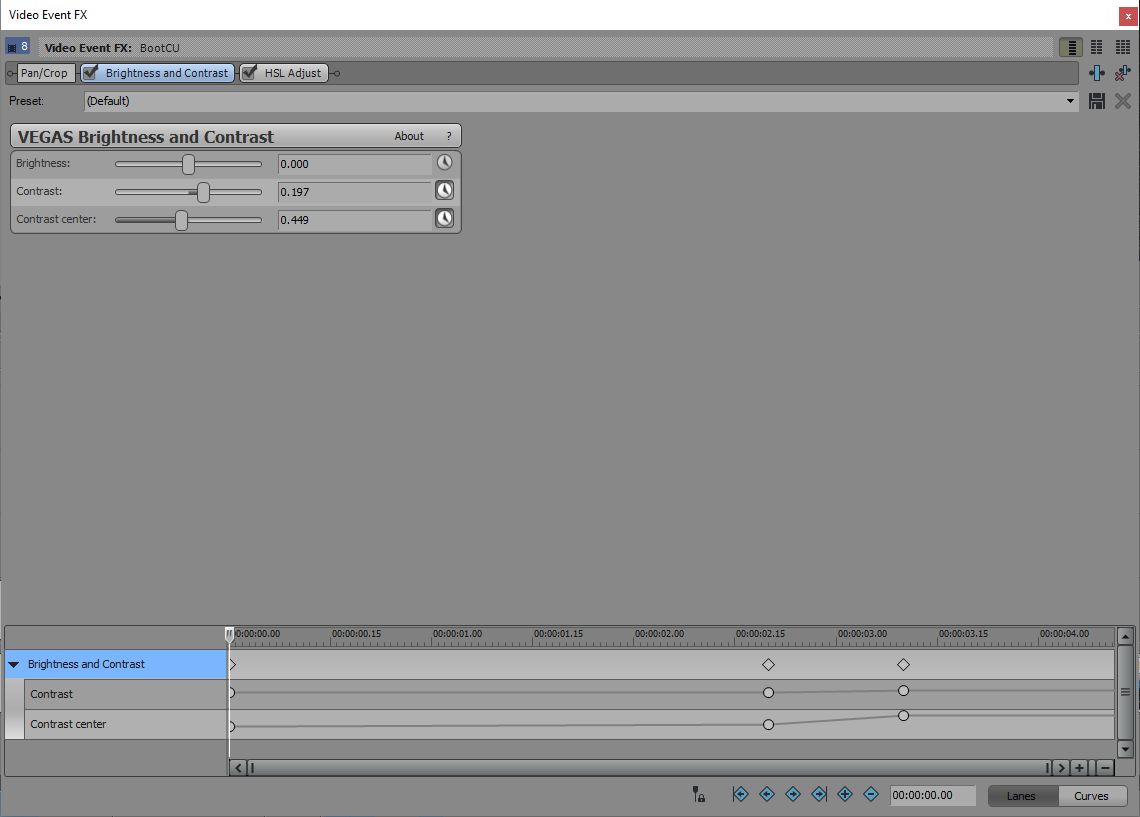 Video Event FX
x
8 Video Event FX: BootCU
Pan/Crop Brightness and Contrast HSL Adjust
Preset: (Default)
VEGAS Brightness and Contrast About ?
Brightness: 0.000
Contrast: 0.197
Contrast center: 0.449
0:00:00.00 00:00:00.15 00:00:01.00 00:00:01.15 00:00:02.00 00:00:02.15 00:00:03.00 00:00:03.15 00:00:04.00
Brightness and Contrast
Contrast
Contrast center
00:00:00.00 Lanes Curves